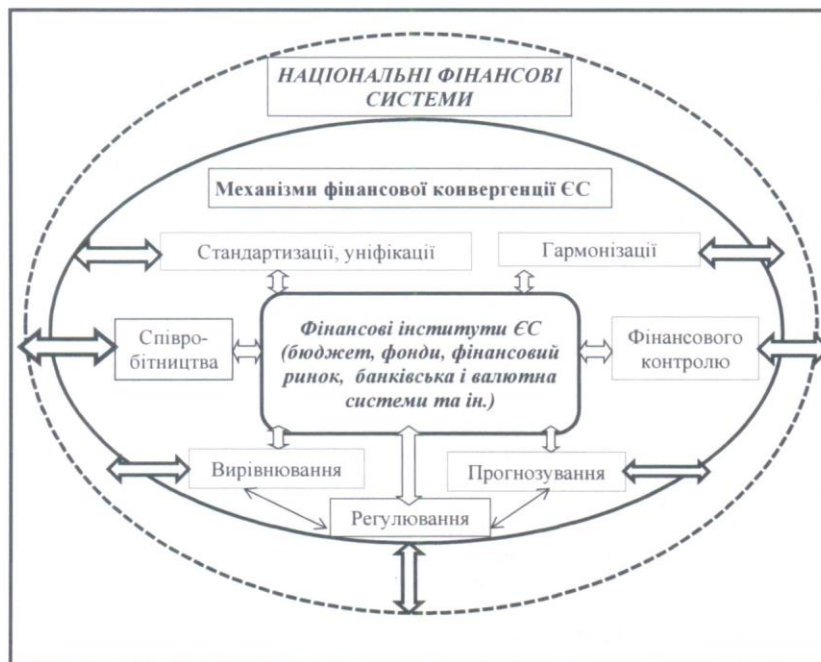 НАЦІОНАЛЬНІ ФІНАНСОВІ
СИСТЕМИ
Механізми фінансової конвергенції ЄС
Стандартизації, уніфікації
Гармонізації
Співро-
бітництва
Фінансові інститути ЄС
(бюджет, фонди, фінансовий
ринок, банківська і валютна
системи та ін.)
Фінансового
контролю
Вирівнювання
Прогнозування
Регулювання